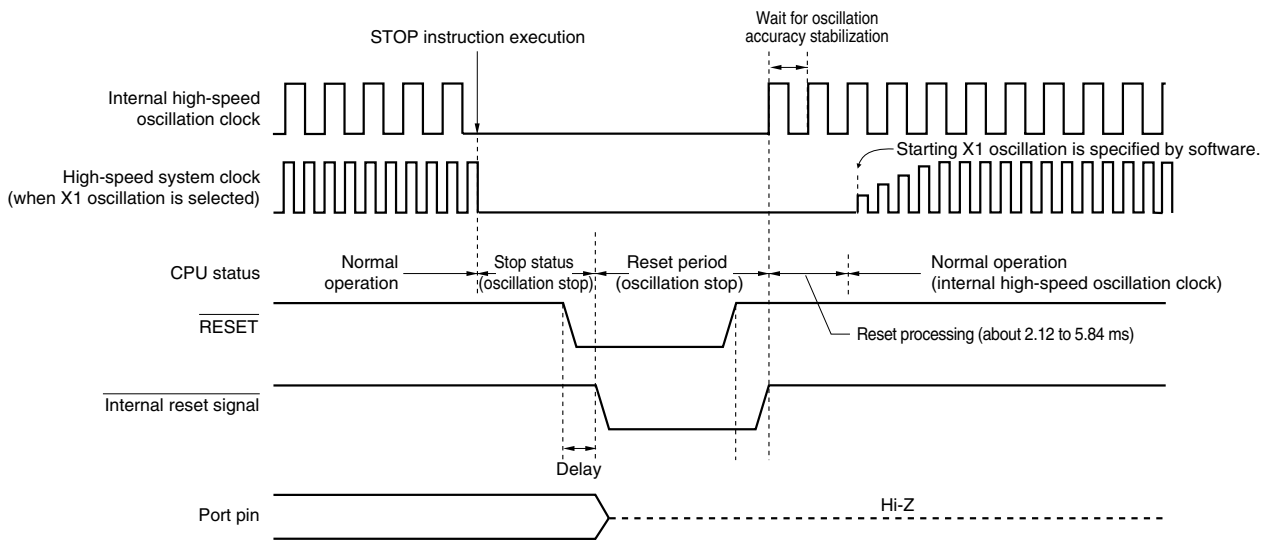 Wait for oscillation
accuracy stabilization
STOP instruction execution
Internal high-speed
oscillation clock
Starting X1 oscillation is specified by software.
High-speed system clock
(when X1 oscillation is selected)
CPU status
Normal
operation
Stop status
(oscillation stop)
Reset period
(oscillation stop)
Normal operation
(internal high-speed oscillation clock)
RESET
Reset processing (about 2.12 to 5.84 ms)
Internal reset signal
Delay
Port pin
Hi-Z